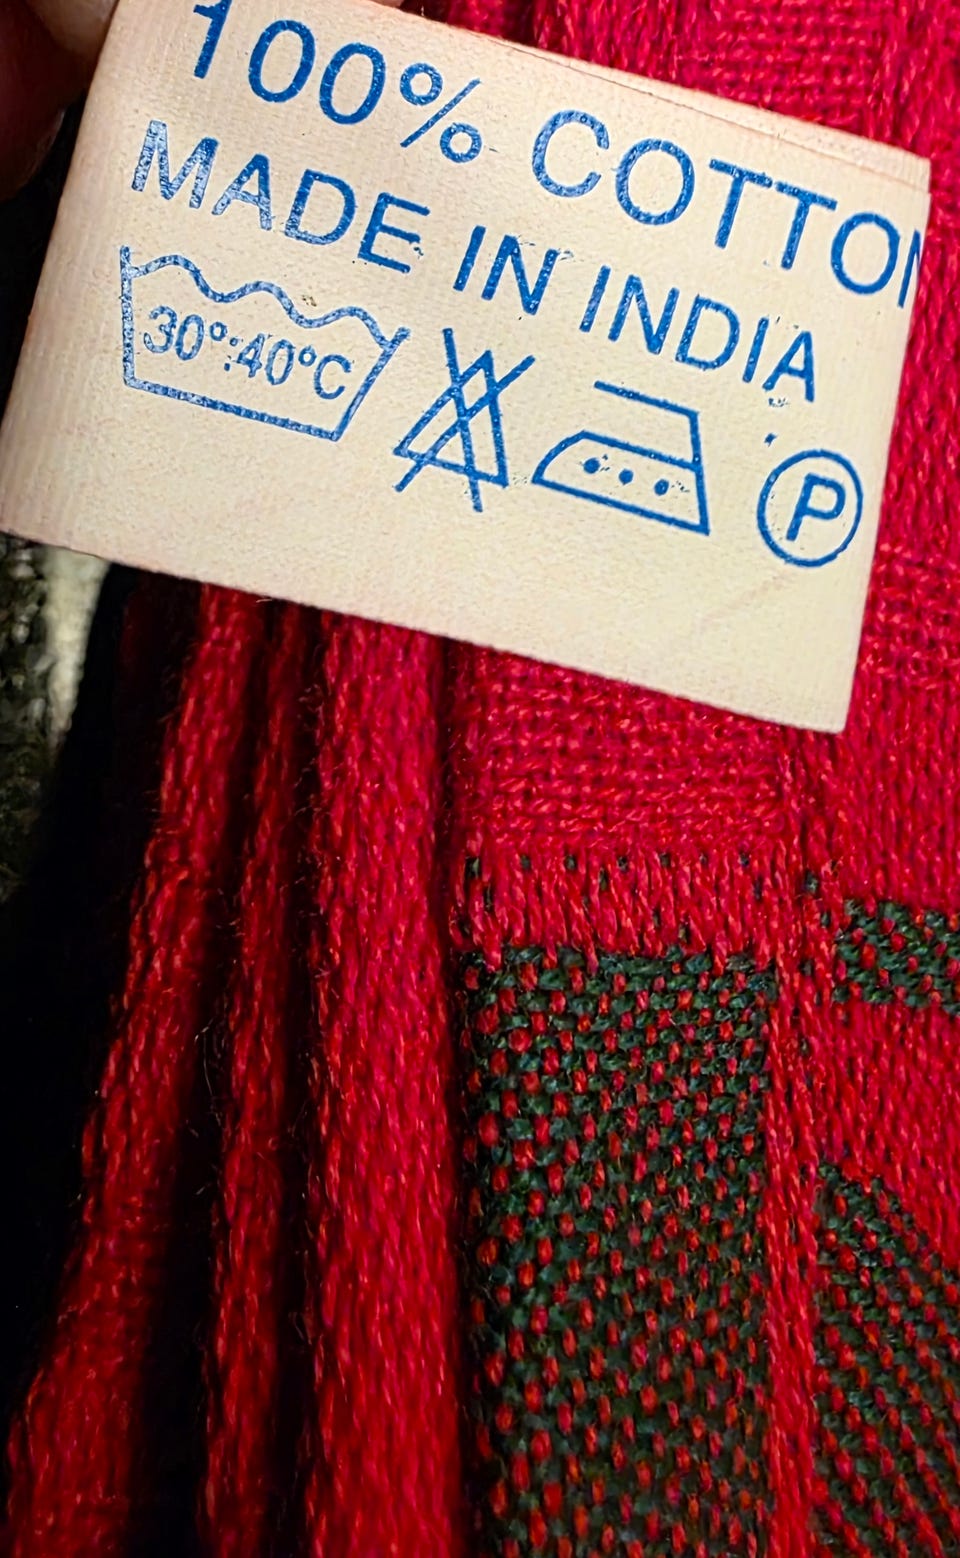 100% COTTON
MADE IN INDIA
30°:40°C
P